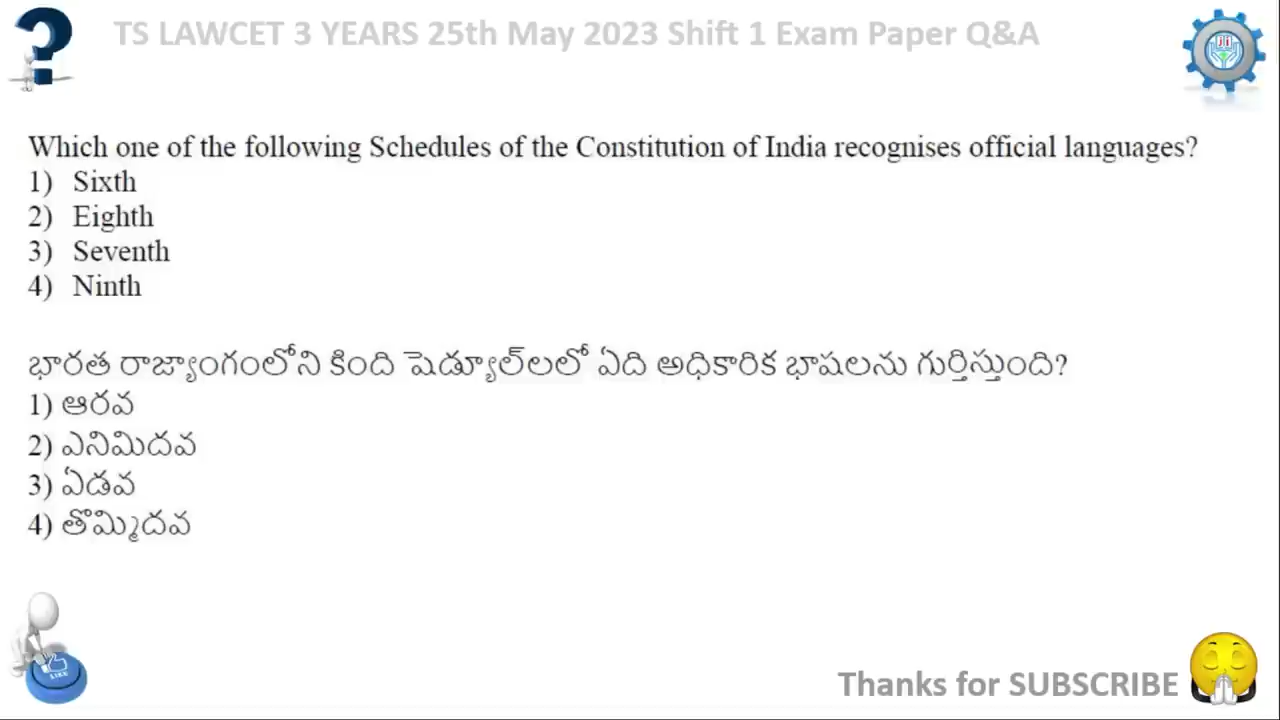 TS LAWCET 3 YEARS 25th May 2023 Shift 1 Exam Paper Q&A
Which one of the following Schedules of the Constitution of India recognises official languages?
1) Sixth
2) Eighth
3) Seventh
4) Ninth
భారత రాజ్యాంగంలోని కింది షెడ్యూల్‌లలో ఏది అధికారిక భాషలను గుర్తిస్తుంది?
1) ఆరవ
2) ఎనిమిదవ
3) ఏడవ
4) తొమ్మిదవ
LIKE
Thanks for SUBSCRIBE